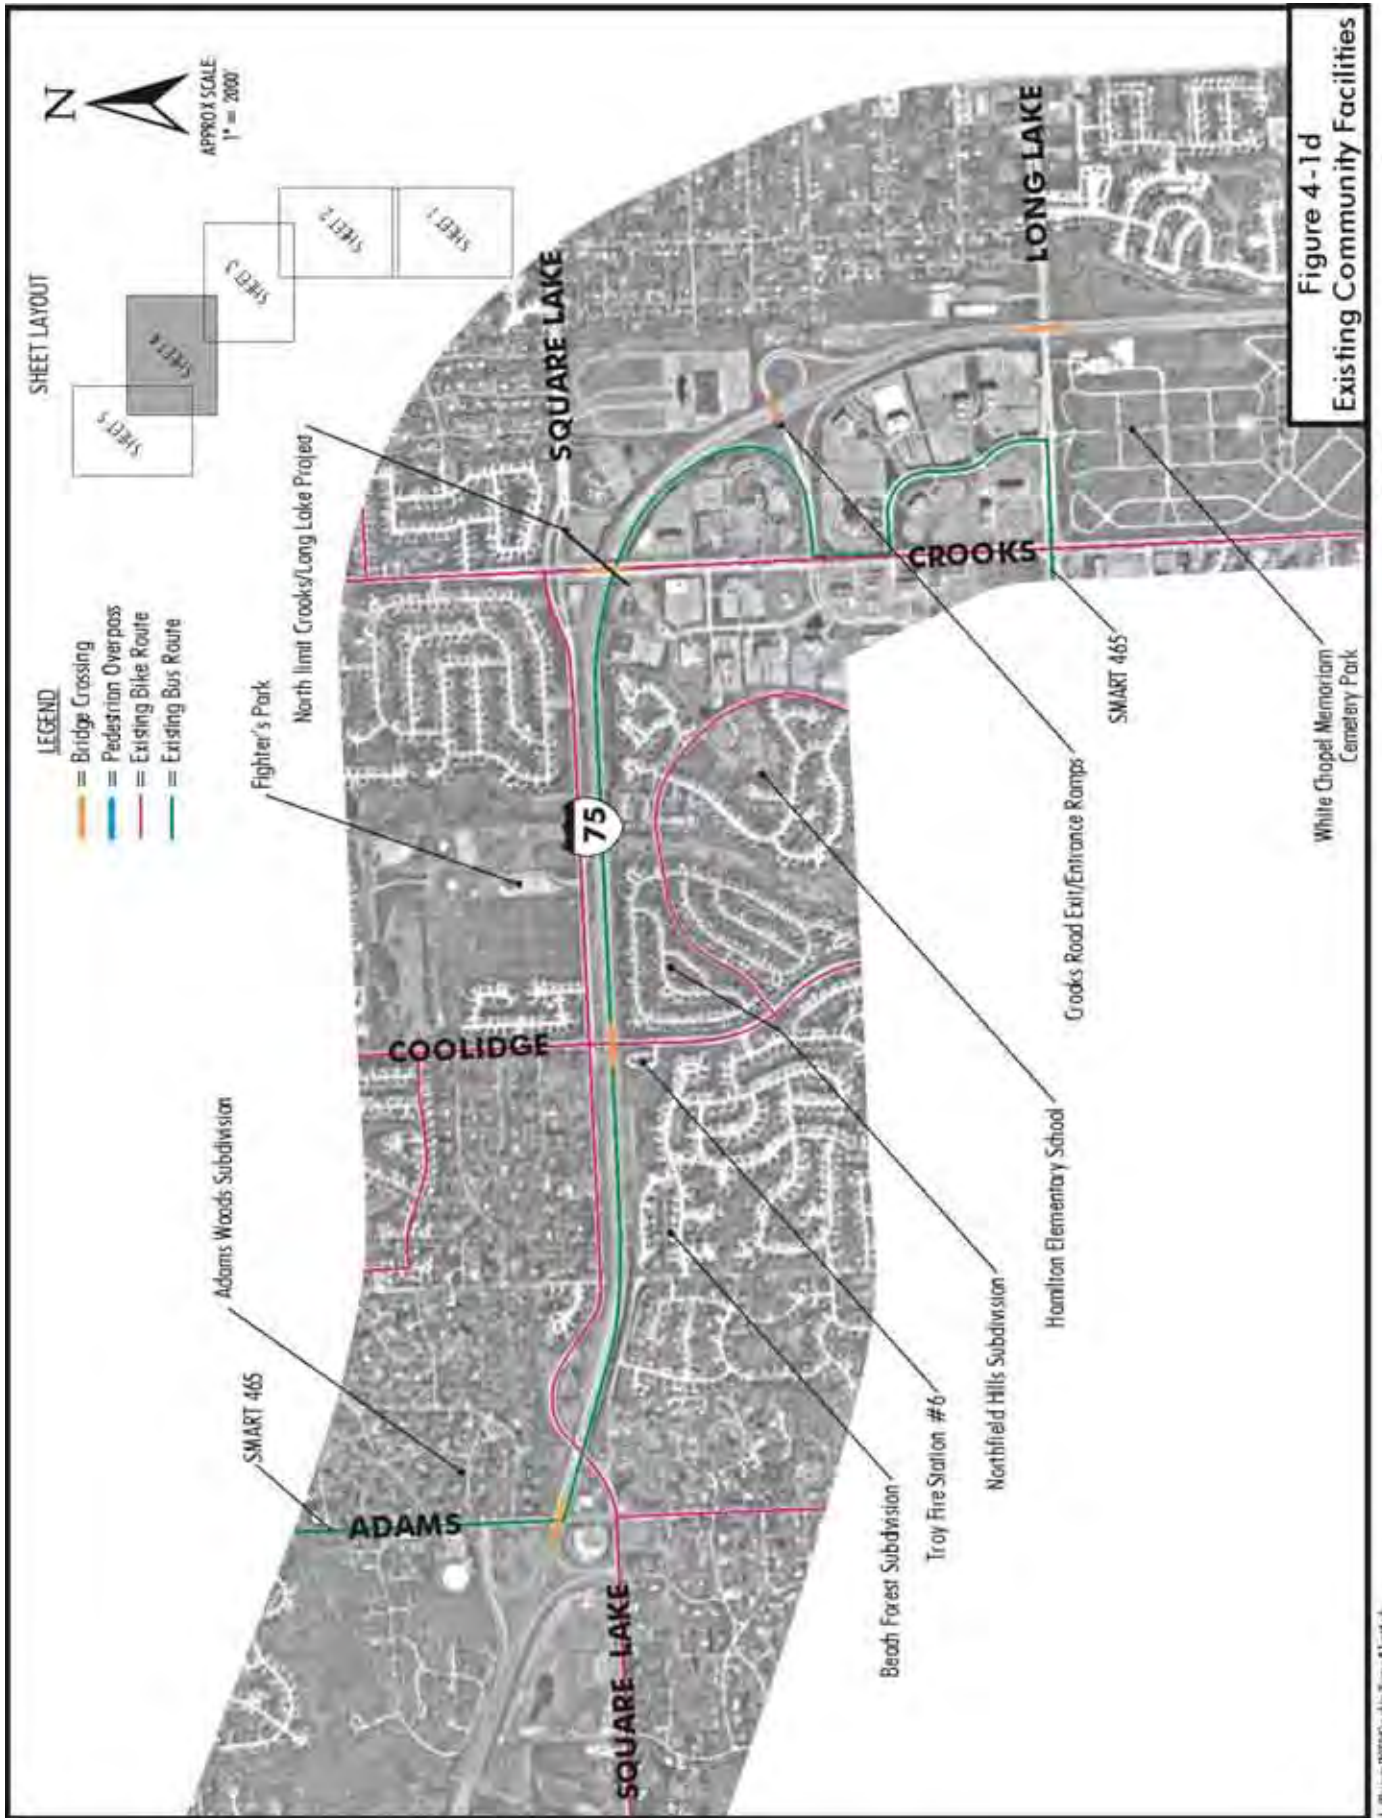 N
APPROX SCALE
1" = 2000'
SHEET LAYOUT
SHEET 5
SHEET 4
SHEET 3
SHEET 2
SHEET 1
LEGEND
= Bridge Crossing
= Pedestrian Overpass
= Existing Bike Route
= Existing Bus Route
North limit Crooks/Long Lake Project
Fighter's Park
Adams Woods Subdivision
SMART 465
SQUARE LAKE
LONG LAKE
CROOKS
75
COOLIDGE
ADAMS
SQUARE LAKE
SMART 465
White Chapel Memoriam
Cemetery Park
Crooks Road Exit/Entrance Ramps
Hamilton Elementary School
Northfield Hills Subdivision
Troy Fire Station #6
Beach Forest Subdivision
Figure 4-1d
Existing Community Facilities